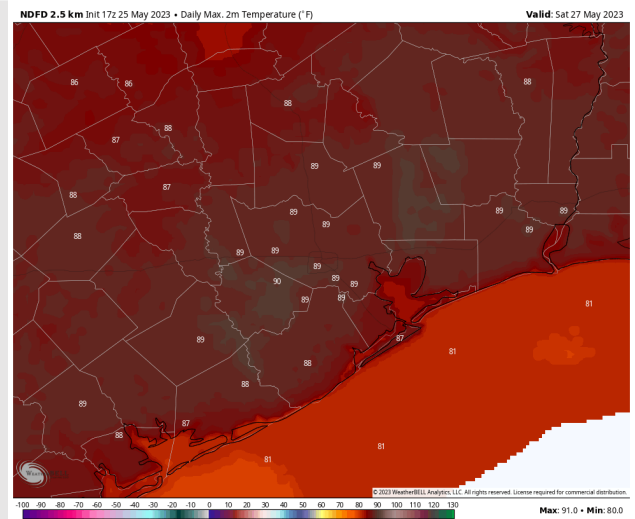 NDFD 2.5 km Init 17z 25 May 2023 • Daily Max. 2m Temperature (°F)
Valid: Sat 27 May 2023
86 86 88
88
87 88
89 89
87
88
89 89 89
88 89 89
89 89
89
90 89 89
89 89 81
89 87
81
88
88
89
87
88
81
81
© 2023 WeatherBELL Analytics, LLC. All rights reserved. License required for commercial distribution.
-100 -90 -80 -70 -60 -50 -40 -30 -20 -10 0 10 20 30 40 50 60 70 80 90 100 110 120 130
Max: 91.0 • Min: 80.0